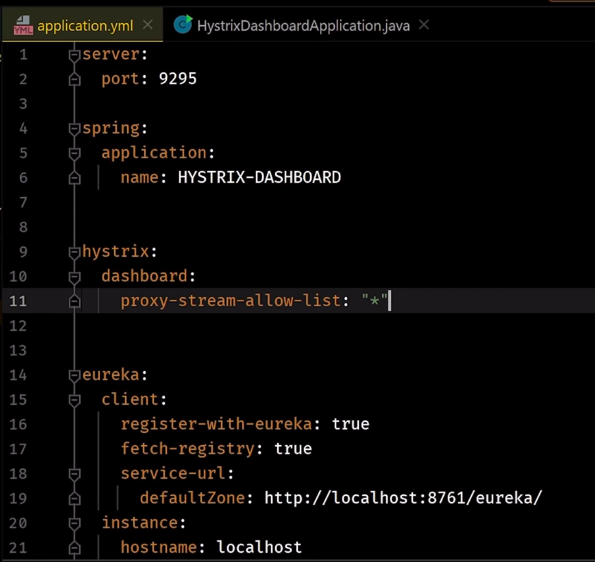 application.yml HystrixDashboardApplication.java
1 server:
2   port: 9295
3
4 spring:
5   application:
6     name: HYSTRIX-DASHBOARD
7
8
9 hystrix:
10   dashboard:
11     proxy-stream-allow-list: "*"
12
13
14 eureka:
15   client:
16     register-with-eureka: true
17     fetch-registry: true
18     service-url:
19       defaultZone: http://localhost:8761/eureka/
20   instance:
21     hostname: localhost